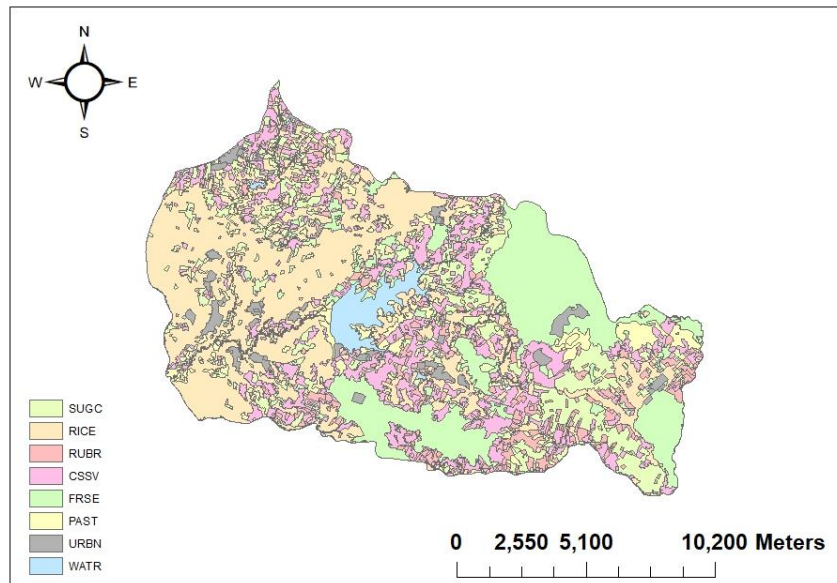 N
W E
S
SUGC
RICE
RUBR
CSSV
FRSE
PAST
URBN
WATR
0 2,550 5,100 10,200 Meters